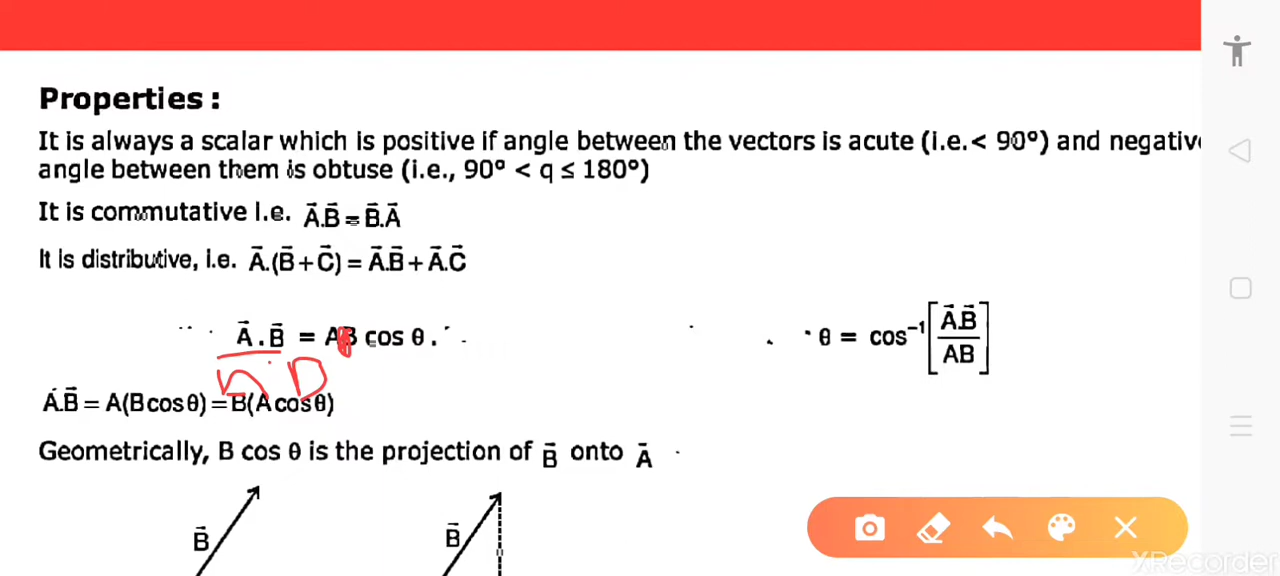 Properties :
It is always a scalar which is positive if angle between the vectors is acute (i.e.< 90°) and negativ
angle between them is obtuse (i.e., 90° < q ≤ 180°)
It is commutative i.e. A⃗.B⃗ = B⃗.A⃗
It is distributive, i.e. A⃗.(B⃗ + C⃗) = A⃗.B⃗ + A⃗.C⃗
A⃗ . B⃗ = AB cos θ. θ = cos⁻¹[A⃗.B⃗ / AB]
A⃗.B⃗ = A(Bcosθ) = B(Acosθ)
Geometrically, B cos θ is the projection of B⃗ onto A⃗
B⃗ B⃗
XRecorder